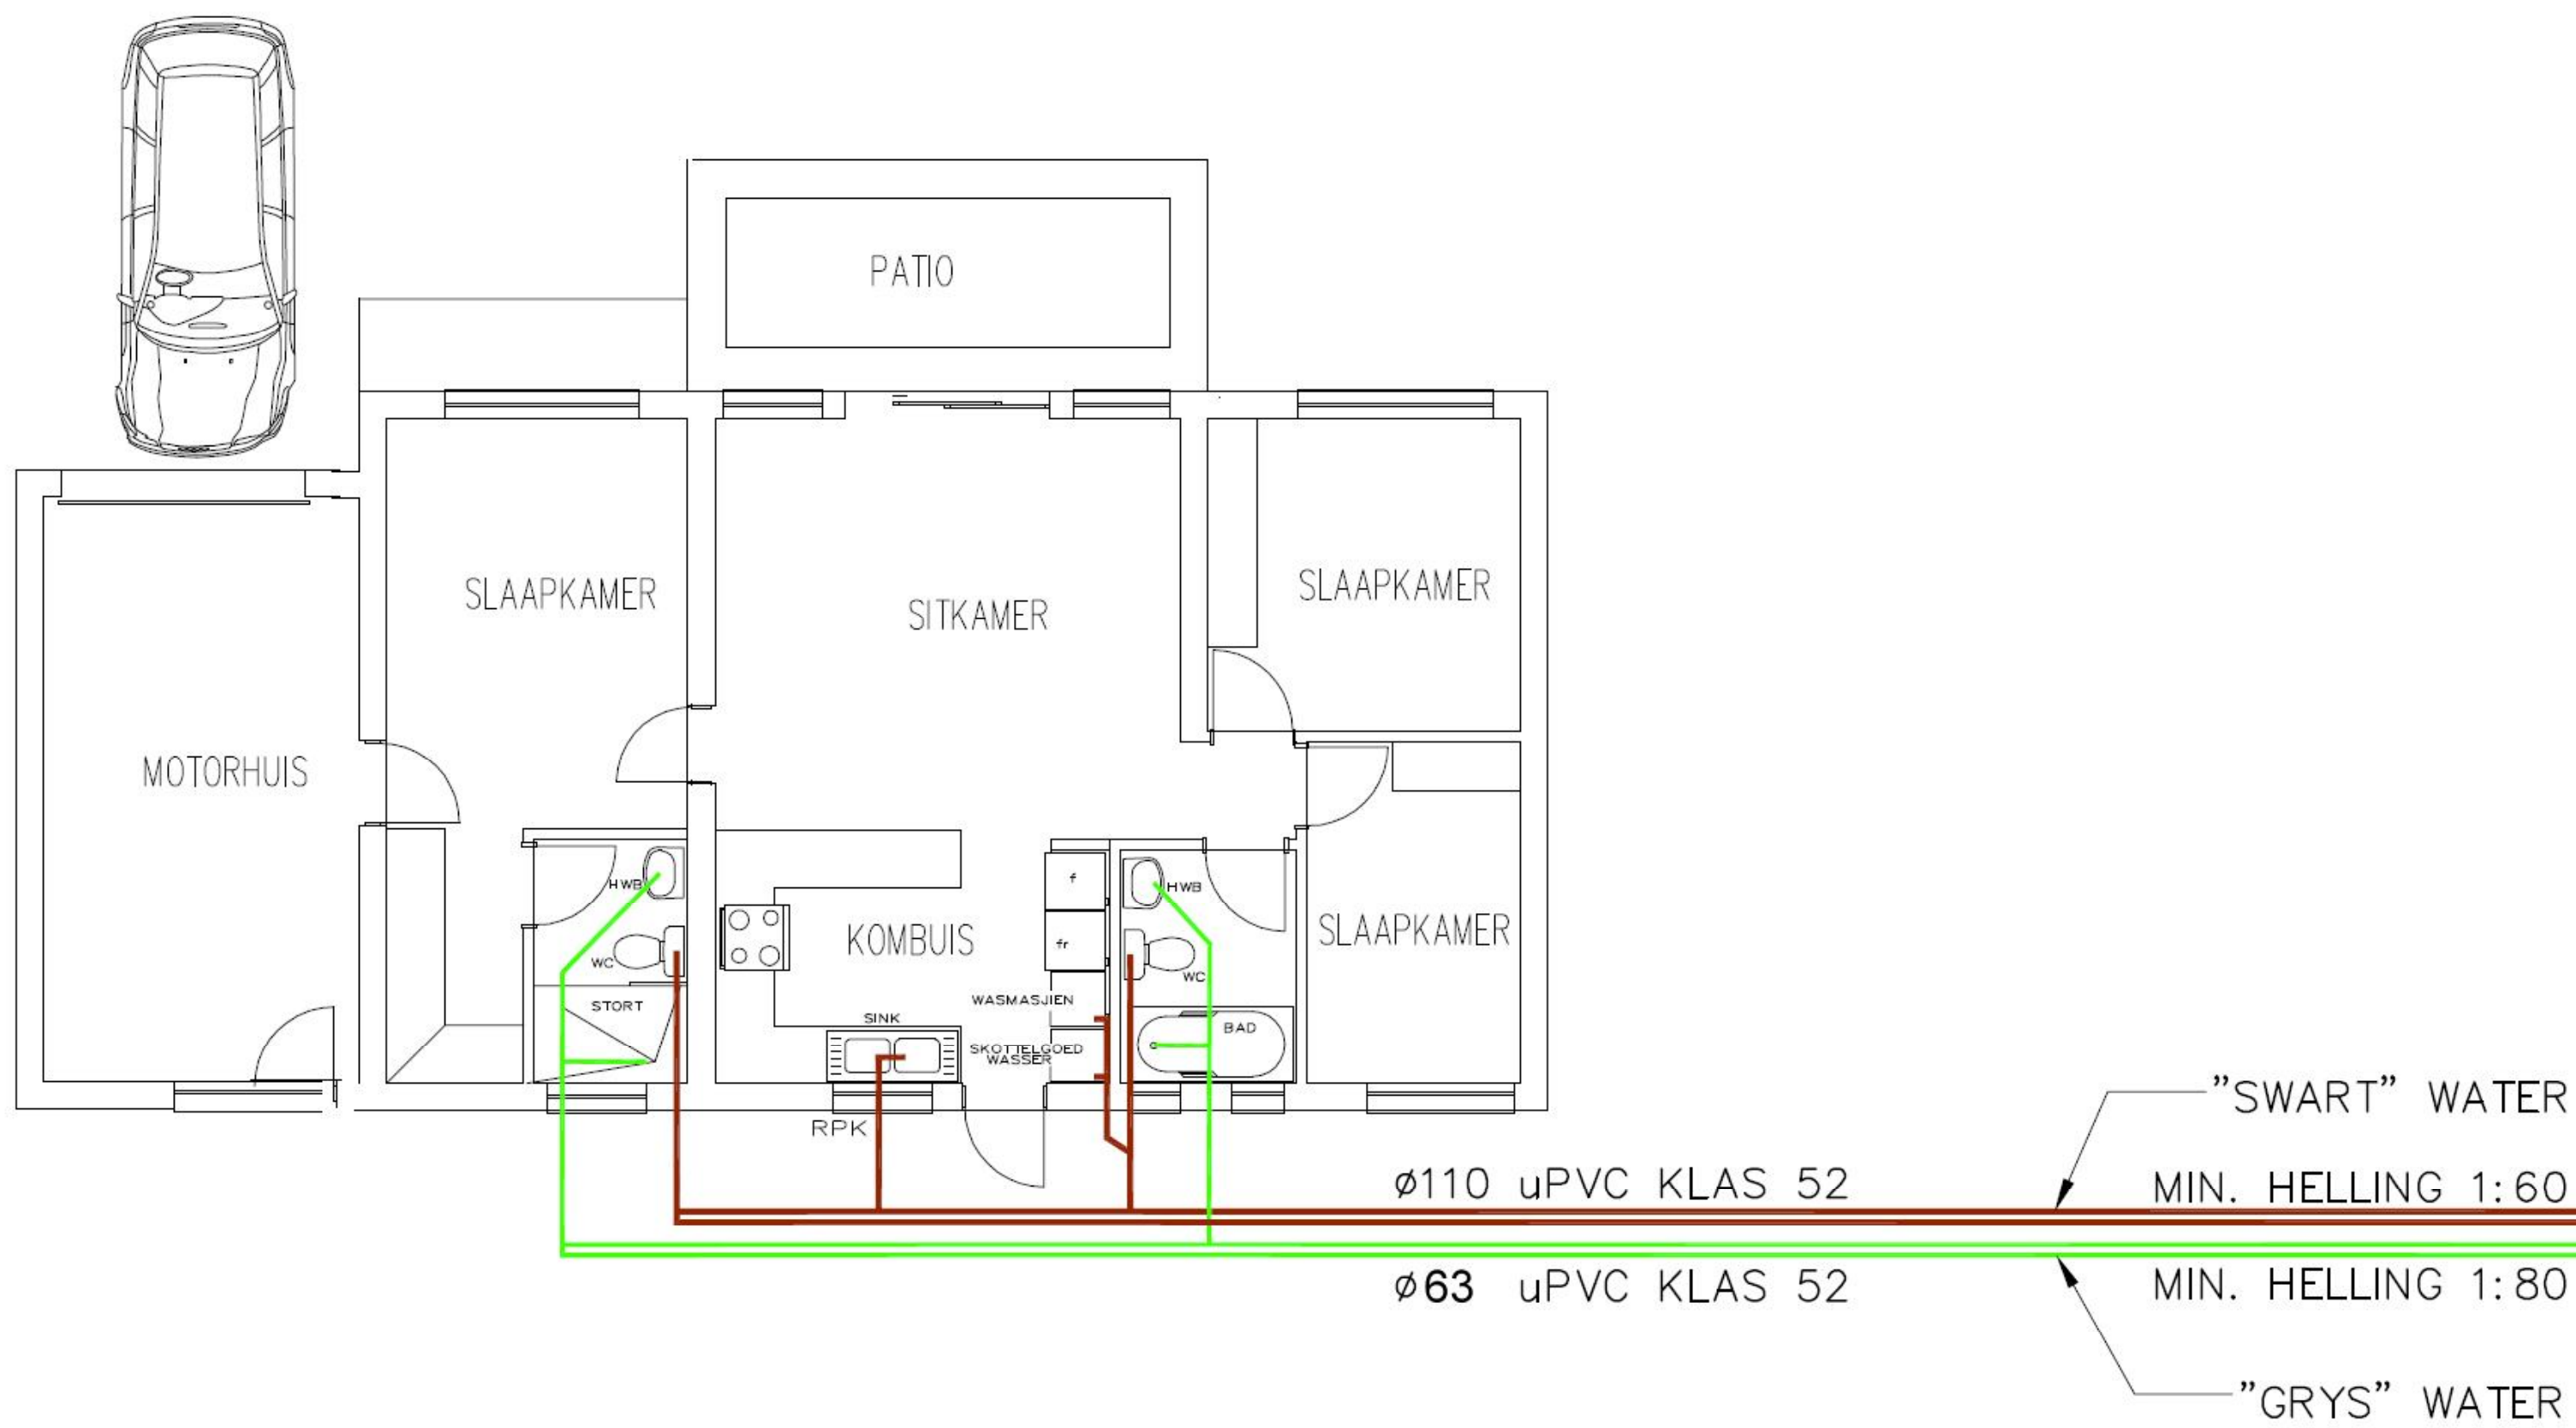 PATIO
SLAAPKAMER
SITKAMER
SLAAPKAMER
MOTORHUIS
HWB
f
HWB
KOMBUIS
fr
SLAAPKAMER
WC
WC
STORT
WASMASJIEN
SINK
BAD
SKOTTELGOED
WASSER
RPK
"SWART" WATER
ø110 uPVC KLAS 52
MIN. HELLING 1:60
ø63 uPVC KLAS 52
MIN. HELLING 1:80
"GRYS" WATER